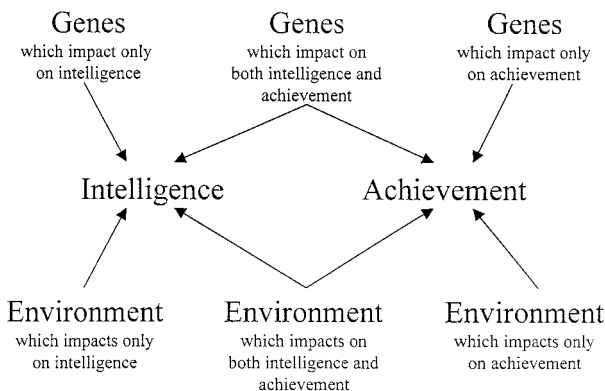 Genes
which impact only
on intelligence
Genes
which impact on
both intelligence and
achievement
Genes
which impact only
on achievement
Intelligence
Achievement
Environment
which impacts only
on intelligence
Environment
which impacts on
both intelligence and
achievement
Environment
which impacts only
on achievement